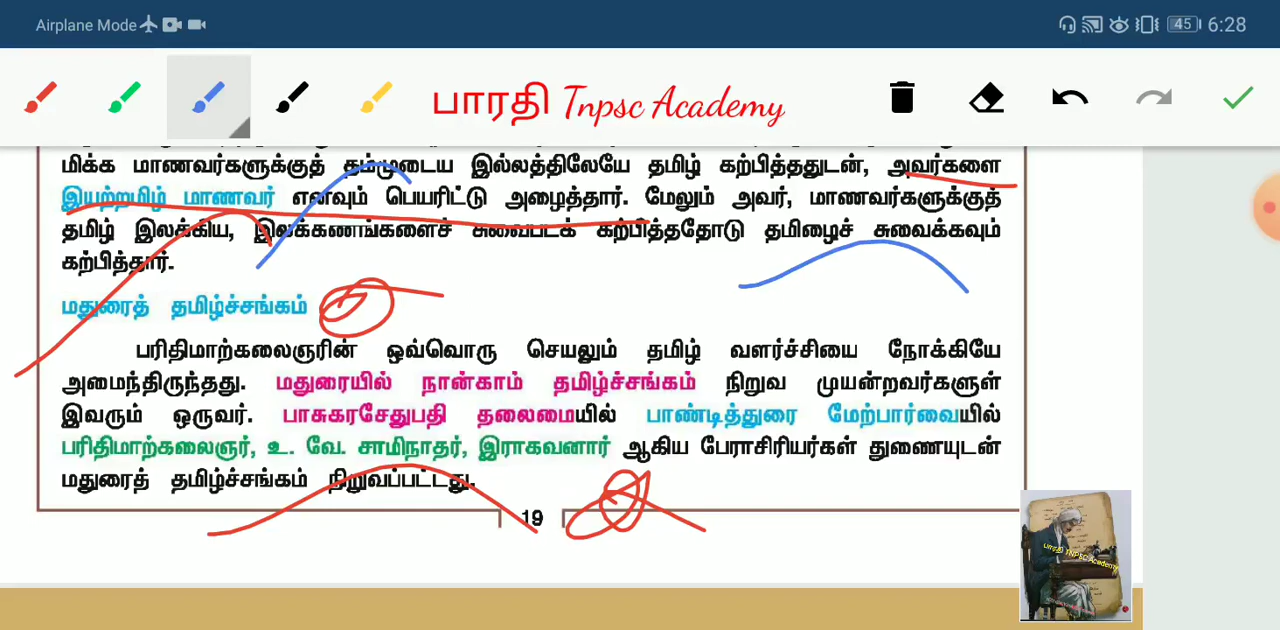 Airplane Mode
45 6:28
பாரதி Tnpsc Academy
மிக்க மாணவர்களுக்குத் தம்முடைய இல்லத்திலேயே தமிழ் கற்பித்ததுடன், அவர்களை
இயற்றமிழ் மாணவர் எனவும் பெயரிட்டு அழைத்தார். மேலும் அவர், மாணவர்களுக்குத்
தமிழ் இலக்கிய, இலக்கணங்களைச் சுவைபடக் கற்பித்ததோடு தமிழைச் சுவைக்கவும்
கற்பித்தார்.
மதுரைத் தமிழ்ச்சங்கம்
பரிதிமாற்கலைஞரின் ஒவ்வொரு செயலும் தமிழ் வளர்ச்சியை நோக்கியே
அமைந்திருந்தது. மதுரையில் நான்காம் தமிழ்ச்சங்கம் நிறுவ முயன்றவர்களுள்
இவரும் ஒருவர். பாசுகரசேதுபதி தலைமையில் பாண்டித்துரை மேற்பார்வையில்
பரிதிமாற்கலைஞர், உ. வே. சாமிநாதர், இராகவனார் ஆகிய பேராசிரியர்கள் துணையுடன்
மதுரைத் தமிழ்ச்சங்கம் நிறுவப்பட்டது.
19
பாரதி TNPSC Academy